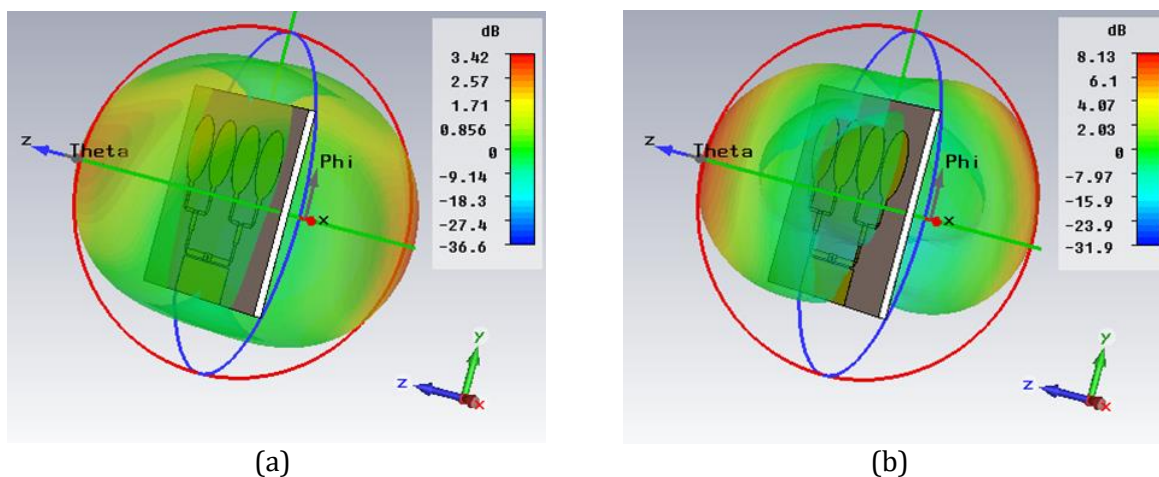 dB
3.42
2.57
1.71
0.856
0
-9.14
-18.3
-27.4
-36.6
z
Theta
Phi
x
y
z
x
(a)
dB
8.13
6.1
4.07
2.03
0
-7.97
-15.9
-23.9
-31.9
z
Theta
Phi
x
y
z
x
(b)